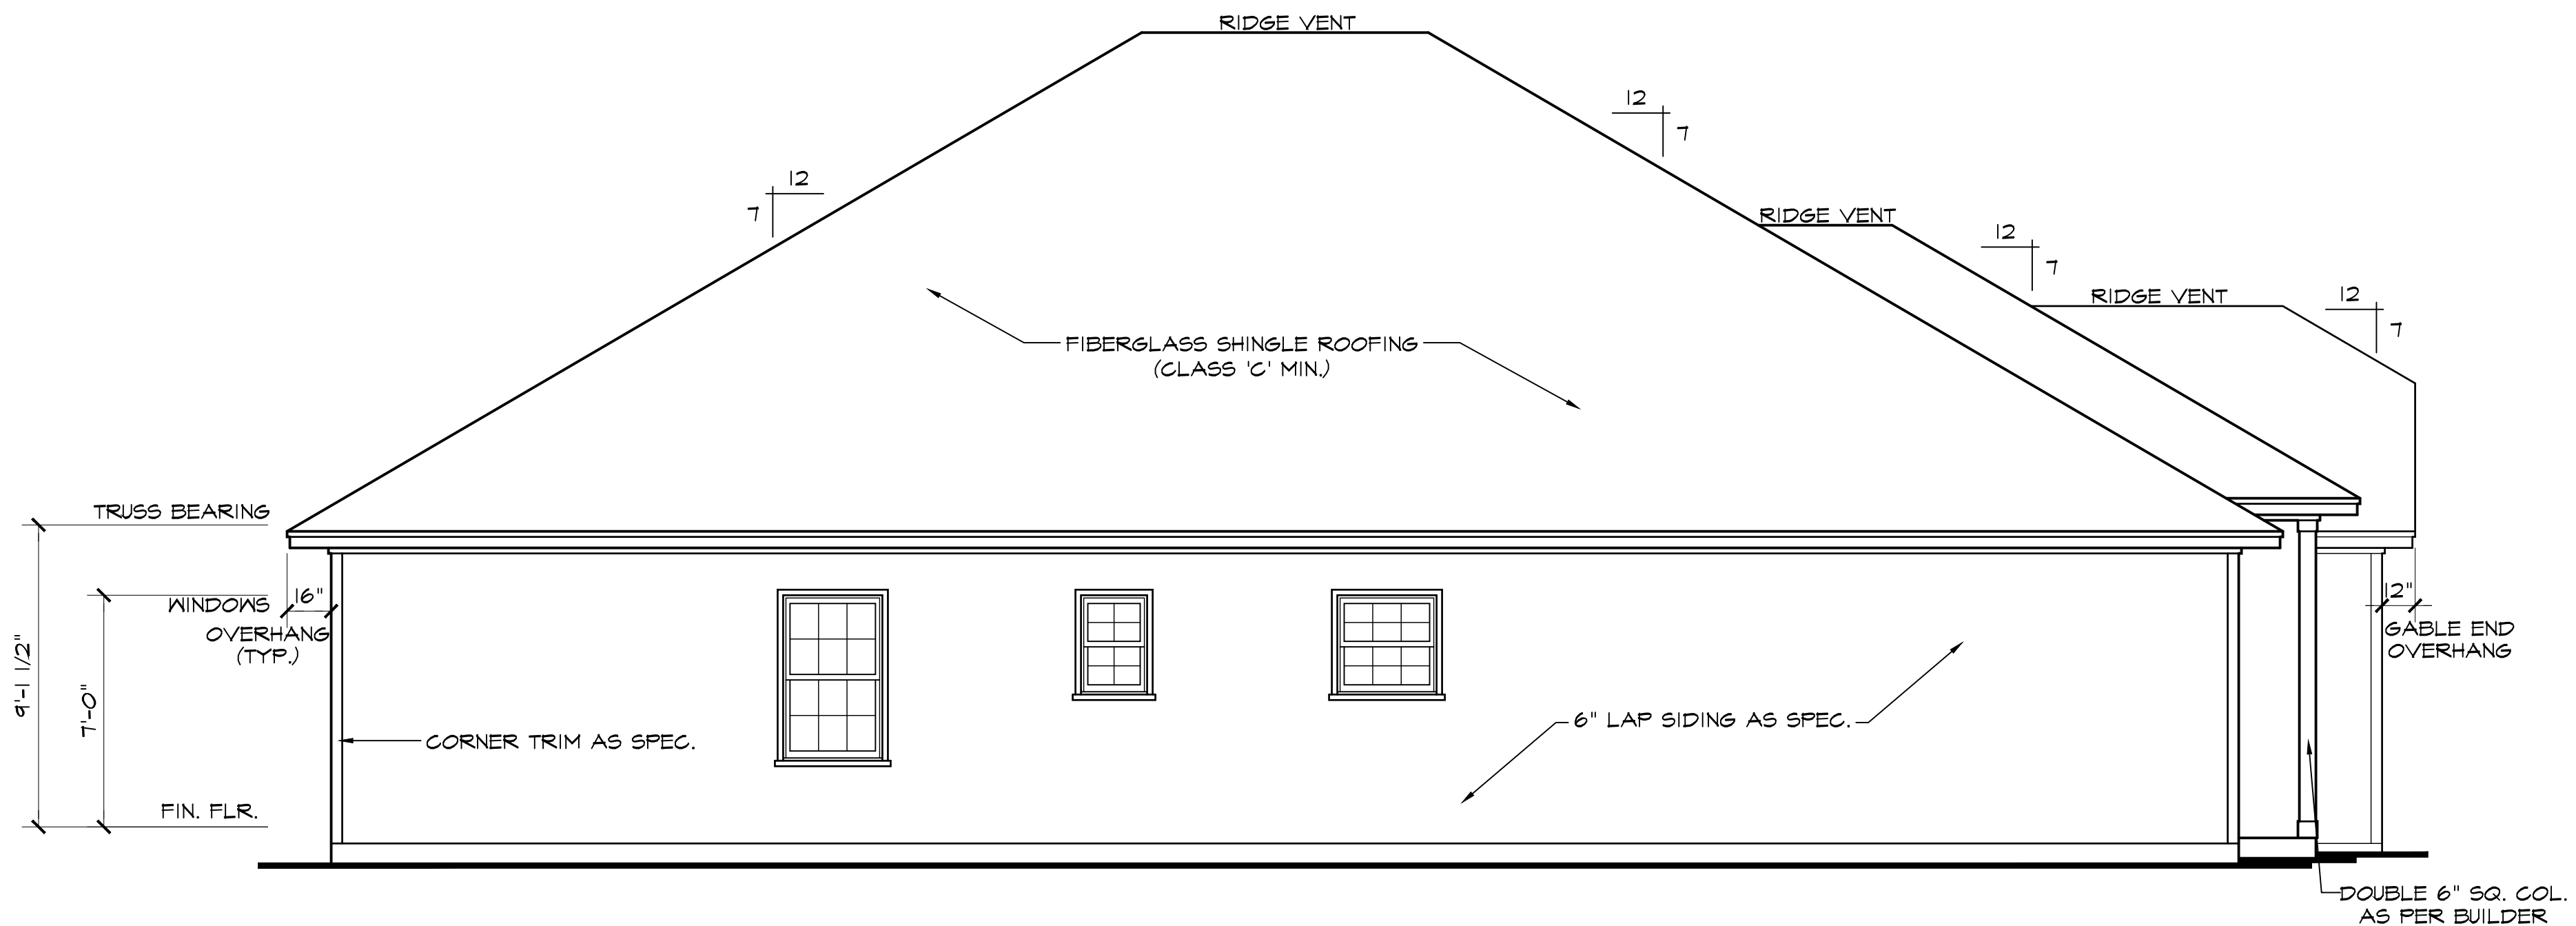 RIDGE VENT
12
7
12
7
RIDGE VENT
12
7
RIDGE VENT
12
7
FIBERGLASS SHINGLE ROOFING
(CLASS 'C' MIN.)
TRUSS BEARING
9'-1 1/2"
7'-0"
WINDOWS
16"
OVERHANG
(TYP.)
12"
GABLE END
OVERHANG
CORNER TRIM AS SPEC.
6" LAP SIDING AS SPEC.
FIN. FLR.
DOUBLE 6" SQ. COL.
AS PER BUILDER